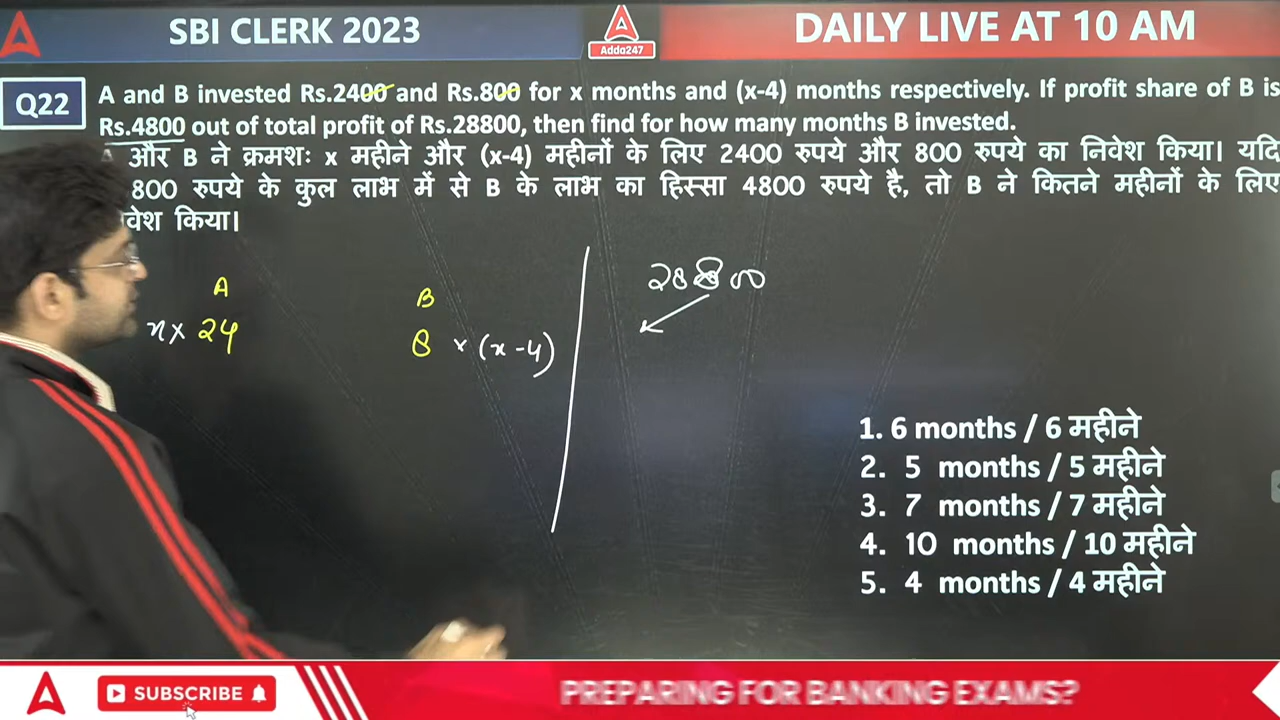 SBI CLERK 2023
Adda247
DAILY LIVE AT 10 AM
Q22
A and B invested Rs.2400 and Rs.800 for x months and (x-4) months respectively. If profit share of B is
Rs.4800 out of total profit of Rs.28800, then find for how many months B invested.
और B ने क्रमशः x महीने और (x-4) महीनों के लिए 2400 रुपये और 800 रुपये का निवेश किया। यदि
800 रुपये के कुल लाभ में से B के लाभ का हिस्सा 4800 रुपये है, तो B ने कितने महीनों के लिए
वेश किया।
A
B
28800
x× 24
8 × (x-4)
1. 6 months / 6 महीने
2. 5 months / 5 महीने
3. 7 months / 7 महीने
4. 10 months / 10 महीने
5. 4 months / 4 महीने
SUBSCRIBE
PREPARING FOR BANKING EXAMS?